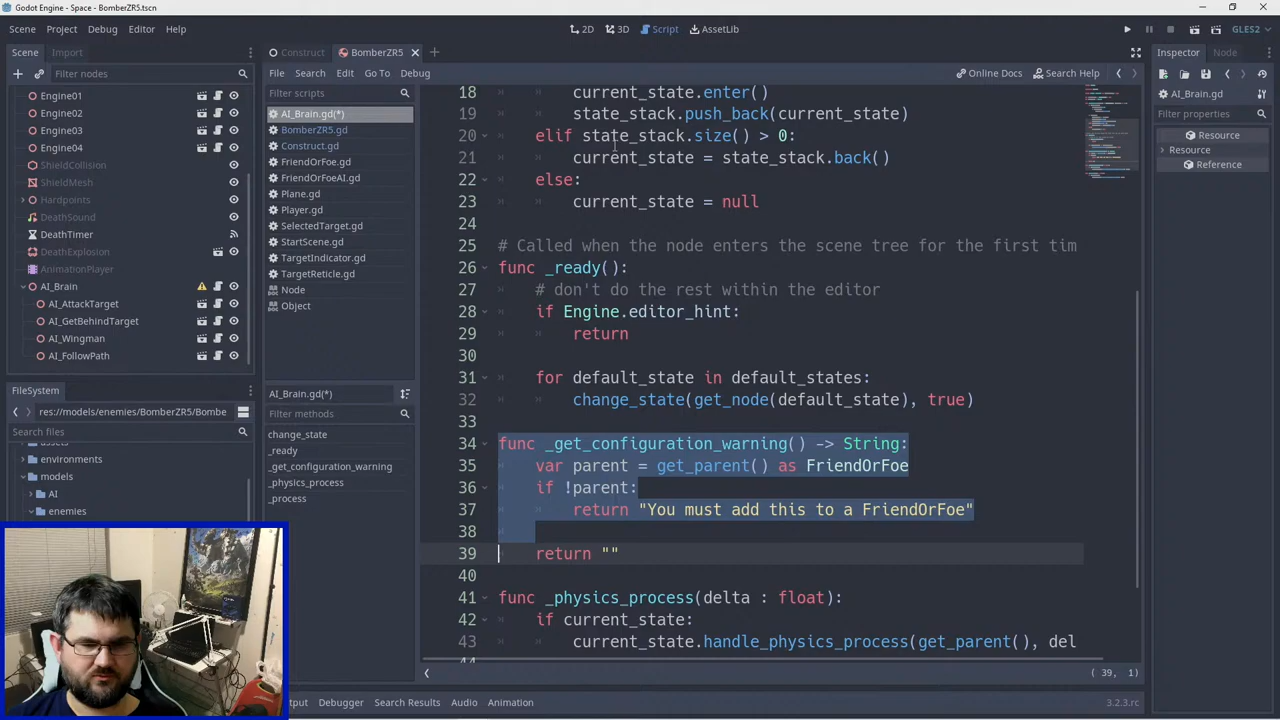 Godot Engine - Space - BomberZR5.tscn
Scene Project Debug Editor Help
2D 3D Script AssetLib
GLES2
Scene Import
Filter nodes
Engine01
Engine02
Engine03
Engine04
ShieldCollision
ShieldMesh
Hardpoints
DeathSound
DeathTimer
DeathExplosion
AnimationPlayer
AI_Brain
AI_AttackTarget
AI_GetBehindTarget
AI_Wingman
AI_FollowPath
FileSystem
res://models/enemies/BomberZR5/Bombe
Search files
assets
environments
models
AI
enemies
Construct BomberZR5
File Search Edit Go To Debug
Online Docs Search Help
Filter scripts
AI_Brain.gd(*)
BomberZR5.gd
Construct.gd
FriendOrFoe.gd
FriendOrFoeAI.gd
Plane.gd
Player.gd
SelectedTarget.gd
StartScene.gd
TargetIndicator.gd
TargetReticle.gd
Node
Object
AI_Brain.gd(*)
Filter methods
change_state
_ready
_get_configuration_warning
_physics_process
_process
18 current_state.enter()
19 state_stack.push_back(current_state)
20 elif state_stack.size() > 0:
21 current_state = state_stack.back()
22 else:
23 current_state = null
24
25 # Called when the node enters the scene tree for the first tim
26 func _ready():
27 # don't do the rest within the editor
28 if Engine.editor_hint:
29 return
30
31 for default_state in default_states:
32 change_state(get_node(default_state), true)
33
34 func _get_configuration_warning() -> String:
35 var parent = get_parent() as FriendOrFoe
36 if !parent:
37 return "You must add this to a FriendOrFoe"
38
39 return ""
40
41 func _physics_process(delta : float):
42 if current_state:
43 current_state.handle_physics_process(get_parent(), del
( 39, 1)
Inspector Node
AI_Brain.gd
Filter properties
Resource
Resource
Reference
Debugger Search Results Audio Animation
3.2.3.rc